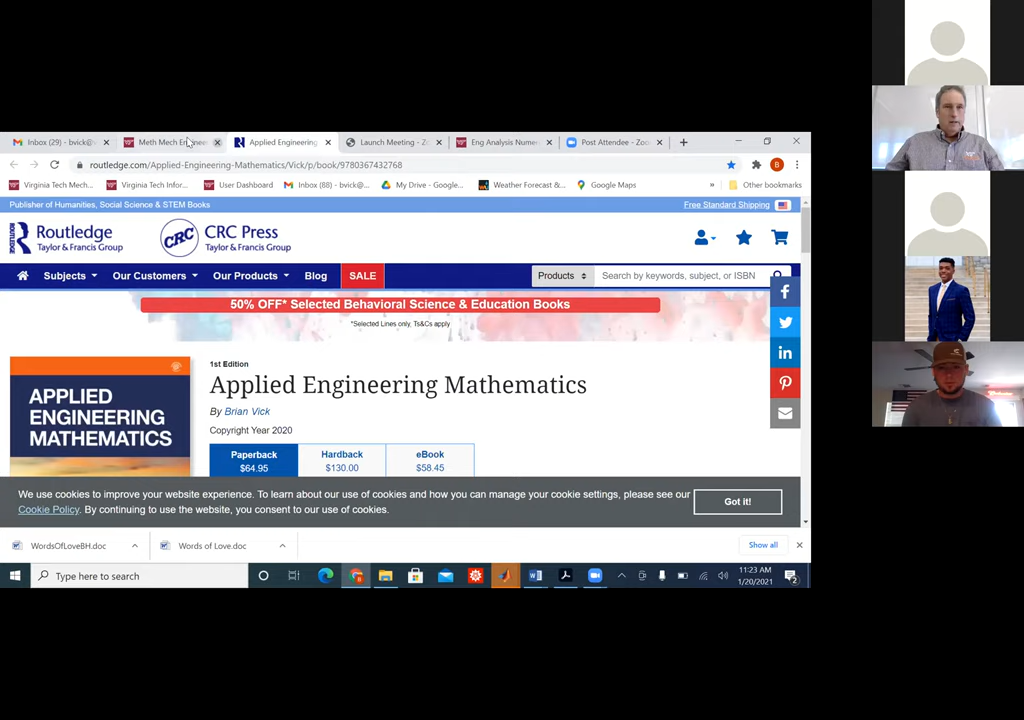 Inbox (29) - bvick@v
Meth Mech Enginee
Applied Engineering
Launch Meeting - Zo
Eng Analysis Numer
Post Attendee - Zoo
routledge.com/Applied-Engineering-Mathematics/Vick/p/book/9780367432768
B
Virginia Tech Mech...
Virginia Tech Infor...
User Dashboard
Inbox (88) - bvick@...
My Drive - Google...
Weather Forecast &...
Google Maps
»
Other bookmarks
Publisher of Humanities, Social Science & STEM Books
Free Standard Shipping
Routledge
Taylor & Francis Group
CRC
CRC Press
Taylor & Francis Group
Subjects
Our Customers
Our Products
Blog
SALE
Products
Search by keywords, subject, or ISBN
50% OFF* Selected Behavioral Science & Education Books
*Selected Lines only, Ts&Cs apply
APPLIED
ENGINEERING
MATHEMATICS
1st Edition
Applied Engineering Mathematics
By Brian Vick
Copyright Year 2020
Paperback
$64.95
Hardback
$130.00
eBook
$58.45
We use cookies to improve your website experience. To learn about our use of cookies and how you can manage your cookie settings, please see our
Cookie Policy. By continuing to use the website, you consent to our use of cookies.
Got it!
WordsOfLoveBH.doc
Words of Love.doc
Show all
Type here to search
11:23 AM
1/20/2021
2